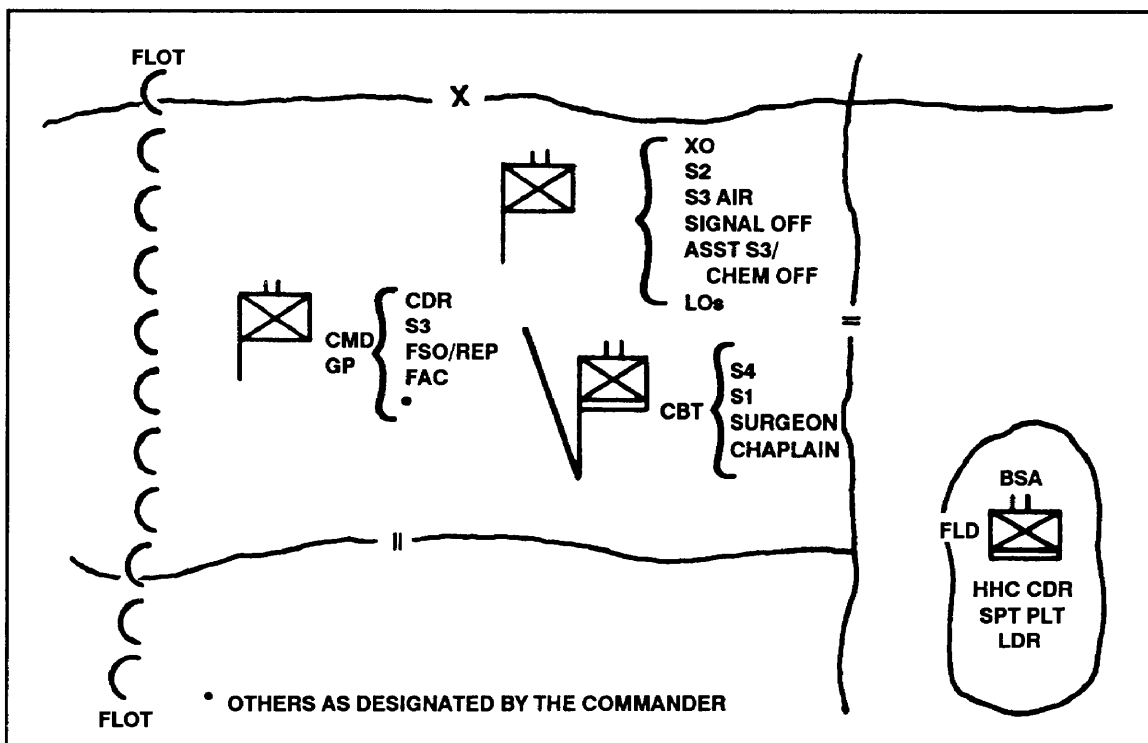 FLOT
X
XO
S2
S3 AIR
SIGNAL OFF
ASST S3/
CHEM OFF
LOs
CMD
GP
CDR
S3
FSO/REP
FAC
•
CBT
S4
S1
SURGEON
CHAPLAIN
=
II
BSA
FLD
HHC CDR
SPT PLT
LDR
FLOT
• OTHERS AS DESIGNATED BY THE COMMANDER